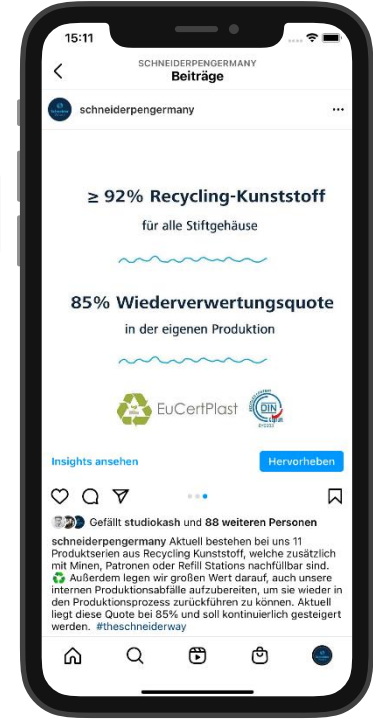 15:11
SCHNEIDERPENGERMANY
Beiträge
schneiderpengermany
≥ 92% Recycling-Kunststoff
für alle Stiftgehäuse
85% Wiederverwertungsquote
in der eigenen Produktion
EuCertPlast
DIN
Insights ansehen
Hervorheben
Gefällt studiokash und 88 weiteren Personen
schneiderpengermany Aktuell bestehen bei uns 11
Produktserien aus Recycling Kunststoff, welche zusätzlich
mit Minen, Patronen oder Refill Stations nachfüllbar sind.
♻️ Außerdem legen wir großen Wert darauf, auch unsere
internen Produktionsabfälle aufzubereiten, um sie wieder in
den Produktionsprozess zurückführen zu können. Aktuell
liegt diese Quote bei 85% und soll kontinuierlich gesteigert
werden. #theschneiderway